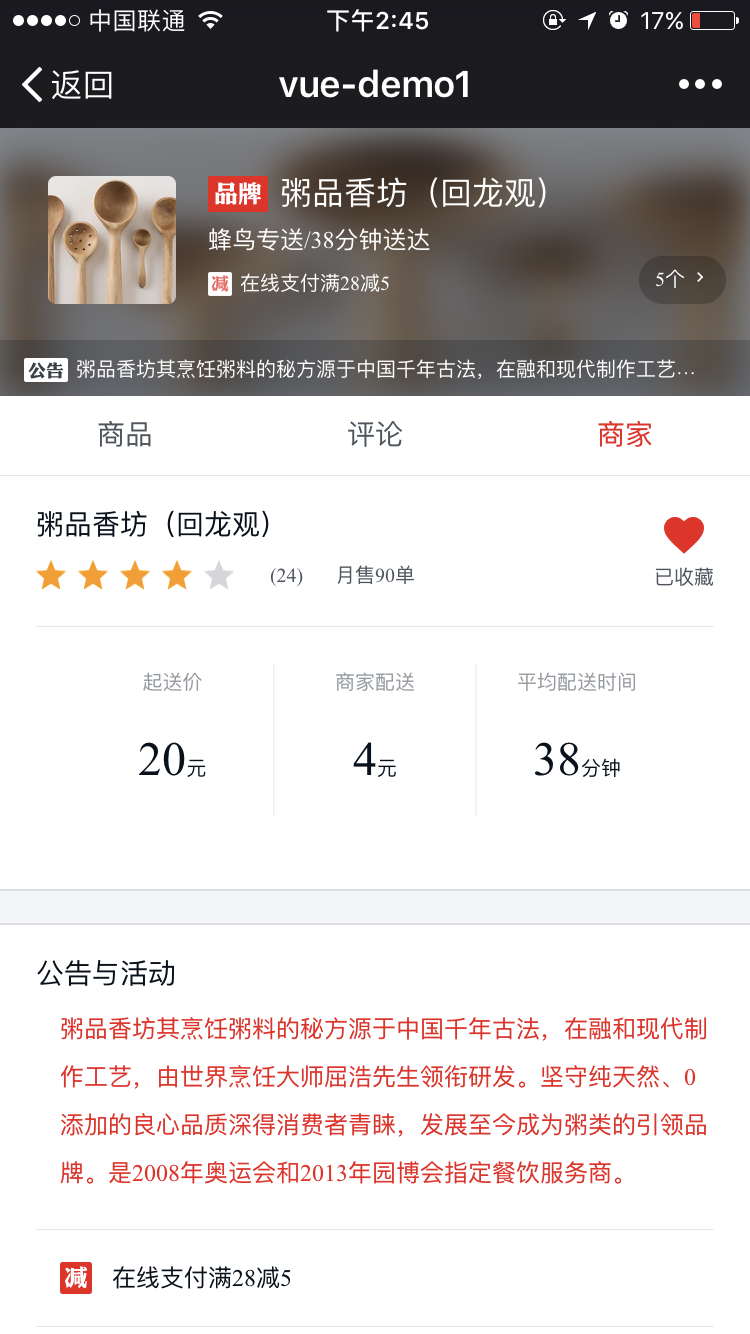 中国联通 下午2:45 17%
返回 vue-demo1
品牌 粥品香坊（回龙观）
蜂鸟专送/38分钟送达
减 在线支付满28减5 5个
公告 粥品香坊其烹饪粥料的秘方源于中国千年古法，在融和现代制作工艺…
商品 评论 商家
粥品香坊（回龙观）
(24) 月售90单 已收藏
起送价 商家配送 平均配送时间
20元 4元 38分钟
公告与活动
粥品香坊其烹饪粥料的秘方源于中国千年古法，在融和现代制
作工艺，由世界烹饪大师屈浩先生领衔研发。坚守纯天然、0
添加的良心品质深得消费者青睐，发展至今成为粥类的引领品
牌。是2008年奥运会和2013年园博会指定餐饮服务商。
减 在线支付满28减5